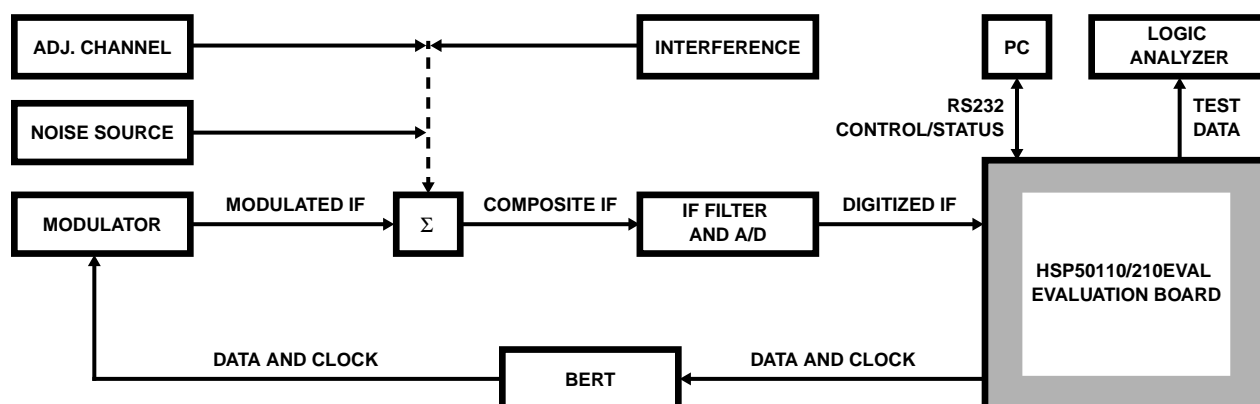 ADJ. CHANNEL
INTERFERENCE
PC
LOGIC
ANALYZER
NOISE SOURCE
RS232
CONTROL/STATUS
TEST
DATA
MODULATOR
MODULATED IF
Σ
COMPOSITE IF
IF FILTER
AND A/D
DIGITIZED IF
HSP50110/210EVAL
EVALUATION BOARD
DATA AND CLOCK
BERT
DATA AND CLOCK